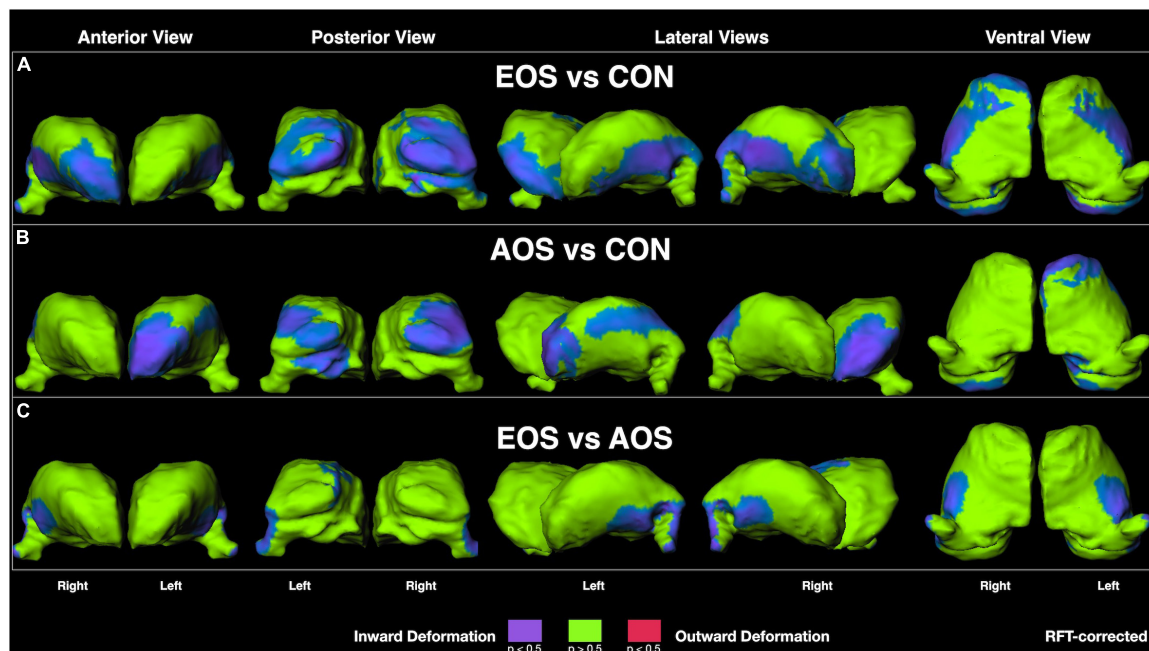 Anterior View Posterior View Lateral Views Ventral View
A
EOS vs CON
B
AOS vs CON
C
EOS vs AOS
Right Left Left Right Left Right Right Left
Inward Deformation Outward Deformation RFT-corrected
p < 0.5 p > 0.5 p < 0.5